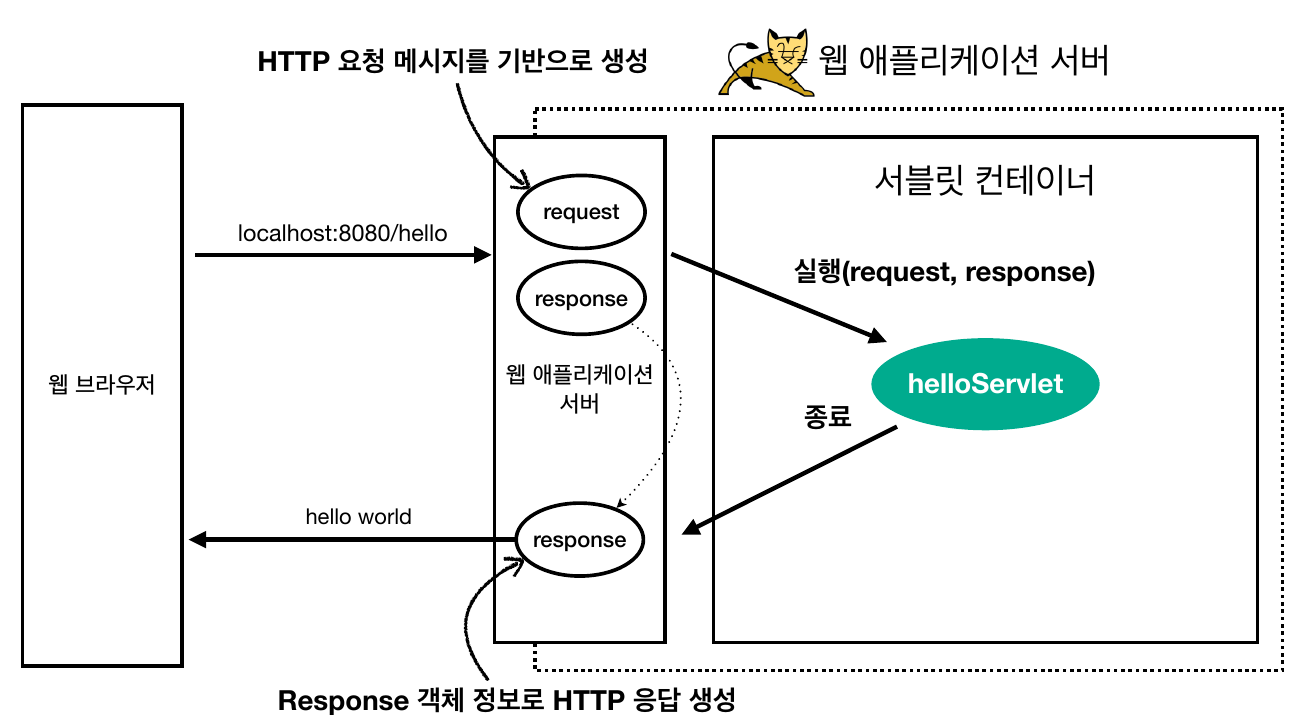 HTTP 요청 메시지를 기반으로 생성
웹 애플리케이션 서버
서블릿 컨테이너
request
localhost:8080/hello
실행(request, response)
response
웹 애플리케이션
서버
웹 브라우저
helloServlet
종료
hello world
response
Response 객체 정보로 HTTP 응답 생성